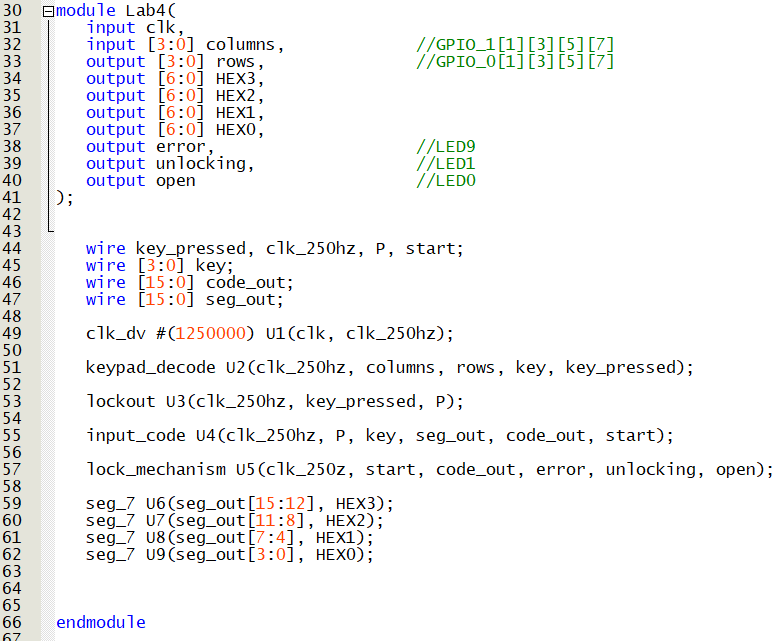 30 module Lab4(
31 input clk,
32 input [3:0] columns, //GPIO_1[1][3][5][7]
33 output [3:0] rows, //GPIO_0[1][3][5][7]
34 output [6:0] HEX3,
35 output [6:0] HEX2,
36 output [6:0] HEX1,
37 output [6:0] HEX0,
38 output error, //LED9
39 output unlocking, //LED1
40 output open //LED0
41 );
42
43
44 wire key_pressed, clk_250hz, P, start;
45 wire [3:0] key;
46 wire [15:0] code_out;
47 wire [15:0] seg_out;
48
49 clk_dv #(1250000) U1(clk, clk_250hz);
50
51 keypad_decode U2(clk_250hz, columns, rows, key, key_pressed);
52
53 lockout U3(clk_250hz, key_pressed, P);
54
55 input_code U4(clk_250hz, P, key, seg_out, code_out, start);
56
57 lock_mechanism U5(clk_250z, start, code_out, error, unlocking, open);
58
59 seg_7 U6(seg_out[15:12], HEX3);
60 seg_7 U7(seg_out[11:8], HEX2);
61 seg_7 U8(seg_out[7:4], HEX1);
62 seg_7 U9(seg_out[3:0], HEX0);
63
64
65
66 endmodule
67